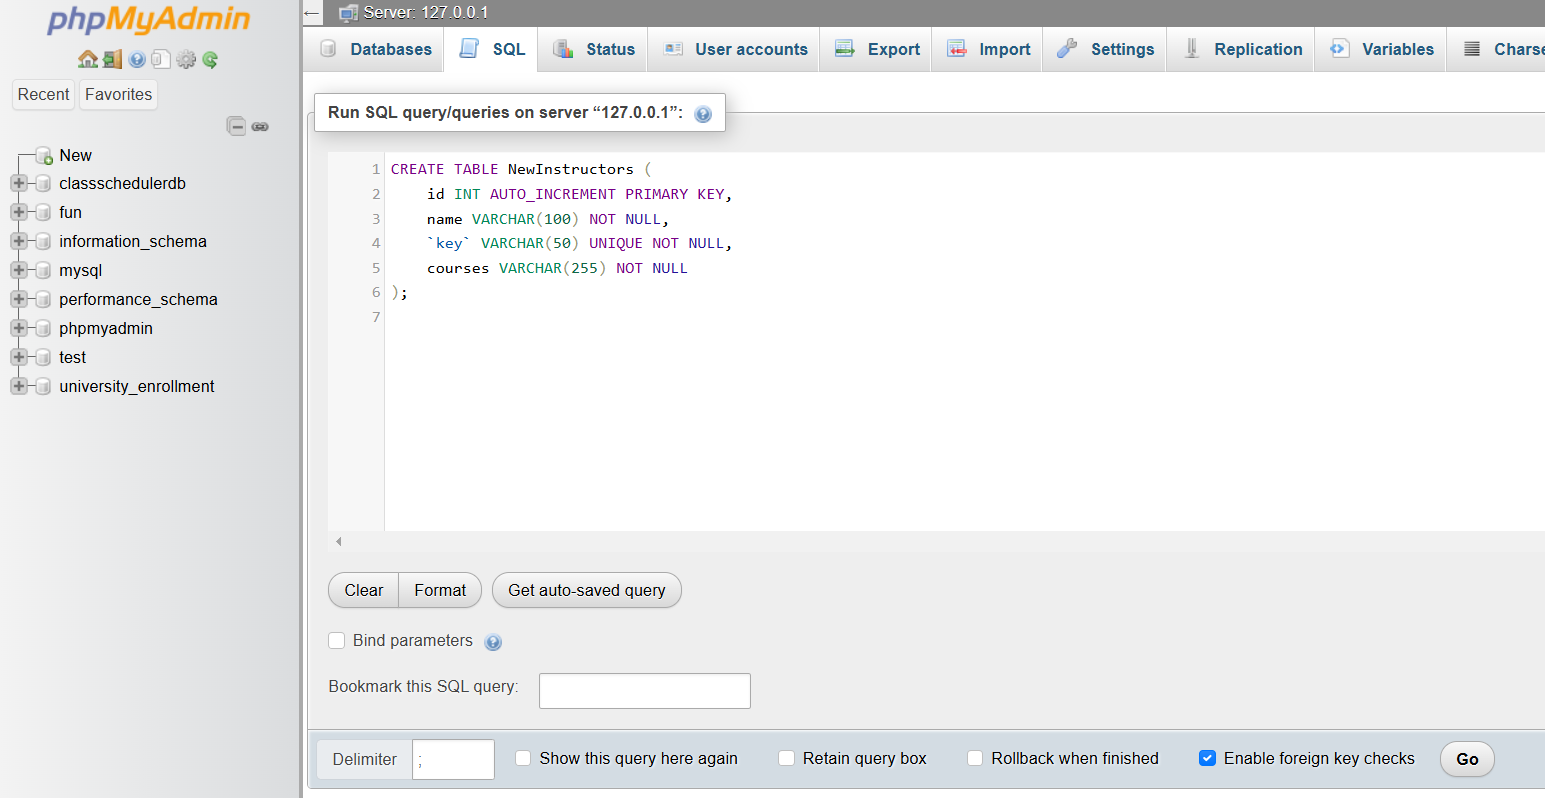 phpMyAdmin
Recent
Favorites
New
classschedulerdb
fun
information_schema
mysql
performance_schema
phpmyadmin
test
university_enrollment
← Server: 127.0.0.1
Databases SQL Status User accounts Export Import Settings Replication Variables Charse
Run SQL query/queries on server “127.0.0.1”:
1 CREATE TABLE NewInstructors (
2 id INT AUTO_INCREMENT PRIMARY KEY,
3 name VARCHAR(100) NOT NULL,
4 `key` VARCHAR(50) UNIQUE NOT NULL,
5 courses VARCHAR(255) NOT NULL
6 );
7
Clear Format Get auto-saved query
Bind parameters
Bookmark this SQL query:
Delimiter ; Show this query here again Retain query box Rollback when finished Enable foreign key checks Go